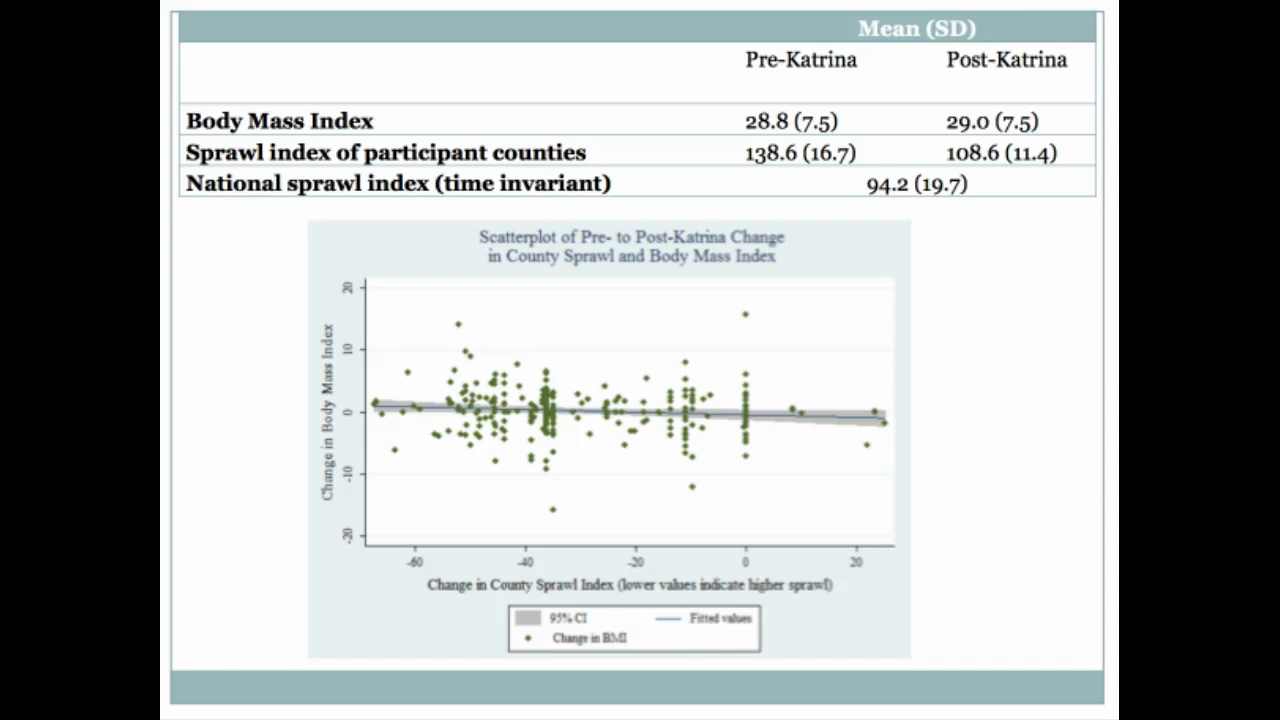 Mean (SD)
Pre-Katrina Post-Katrina
Body Mass Index 28.8 (7.5) 29.0 (7.5)
Sprawl index of participant counties 138.6 (16.7) 108.6 (11.4)
National sprawl index (time invariant) 94.2 (19.7)
Scatterplot of Pre- to Post-Katrina Change
in County Sprawl and Body Mass Index
Change in Body Mass Index
20
10
0
-10
-20
-60 -40 -20 0 20
Change in County Sprawl Index (lower values indicate higher sprawl)
95% CI Fitted values
Change in BMI